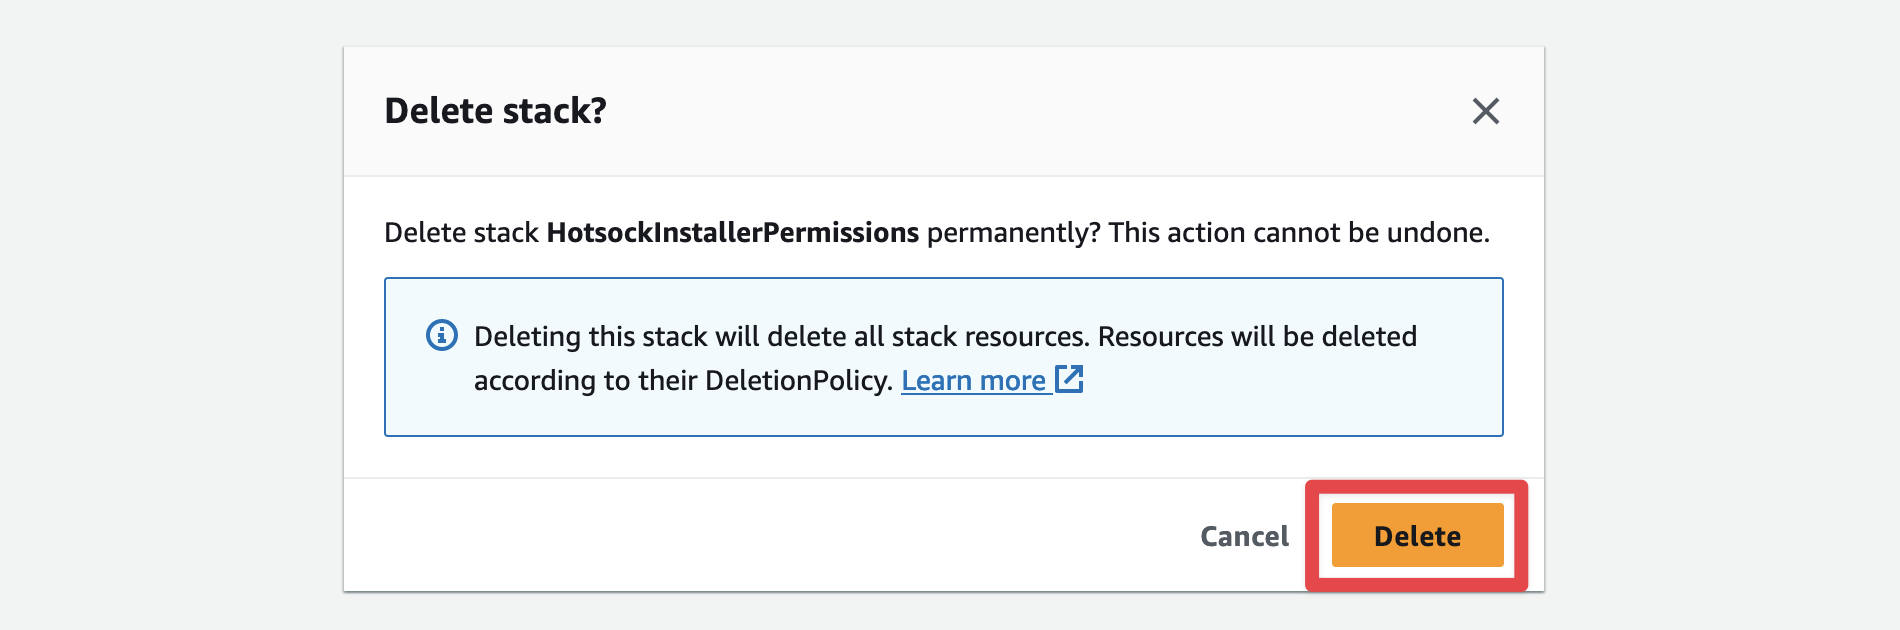 Delete stack?
Delete stack HotsockInstallerPermissions permanently? This action cannot be undone.
Deleting this stack will delete all stack resources. Resources will be deleted
according to their DeletionPolicy. Learn more
Cancel
Delete